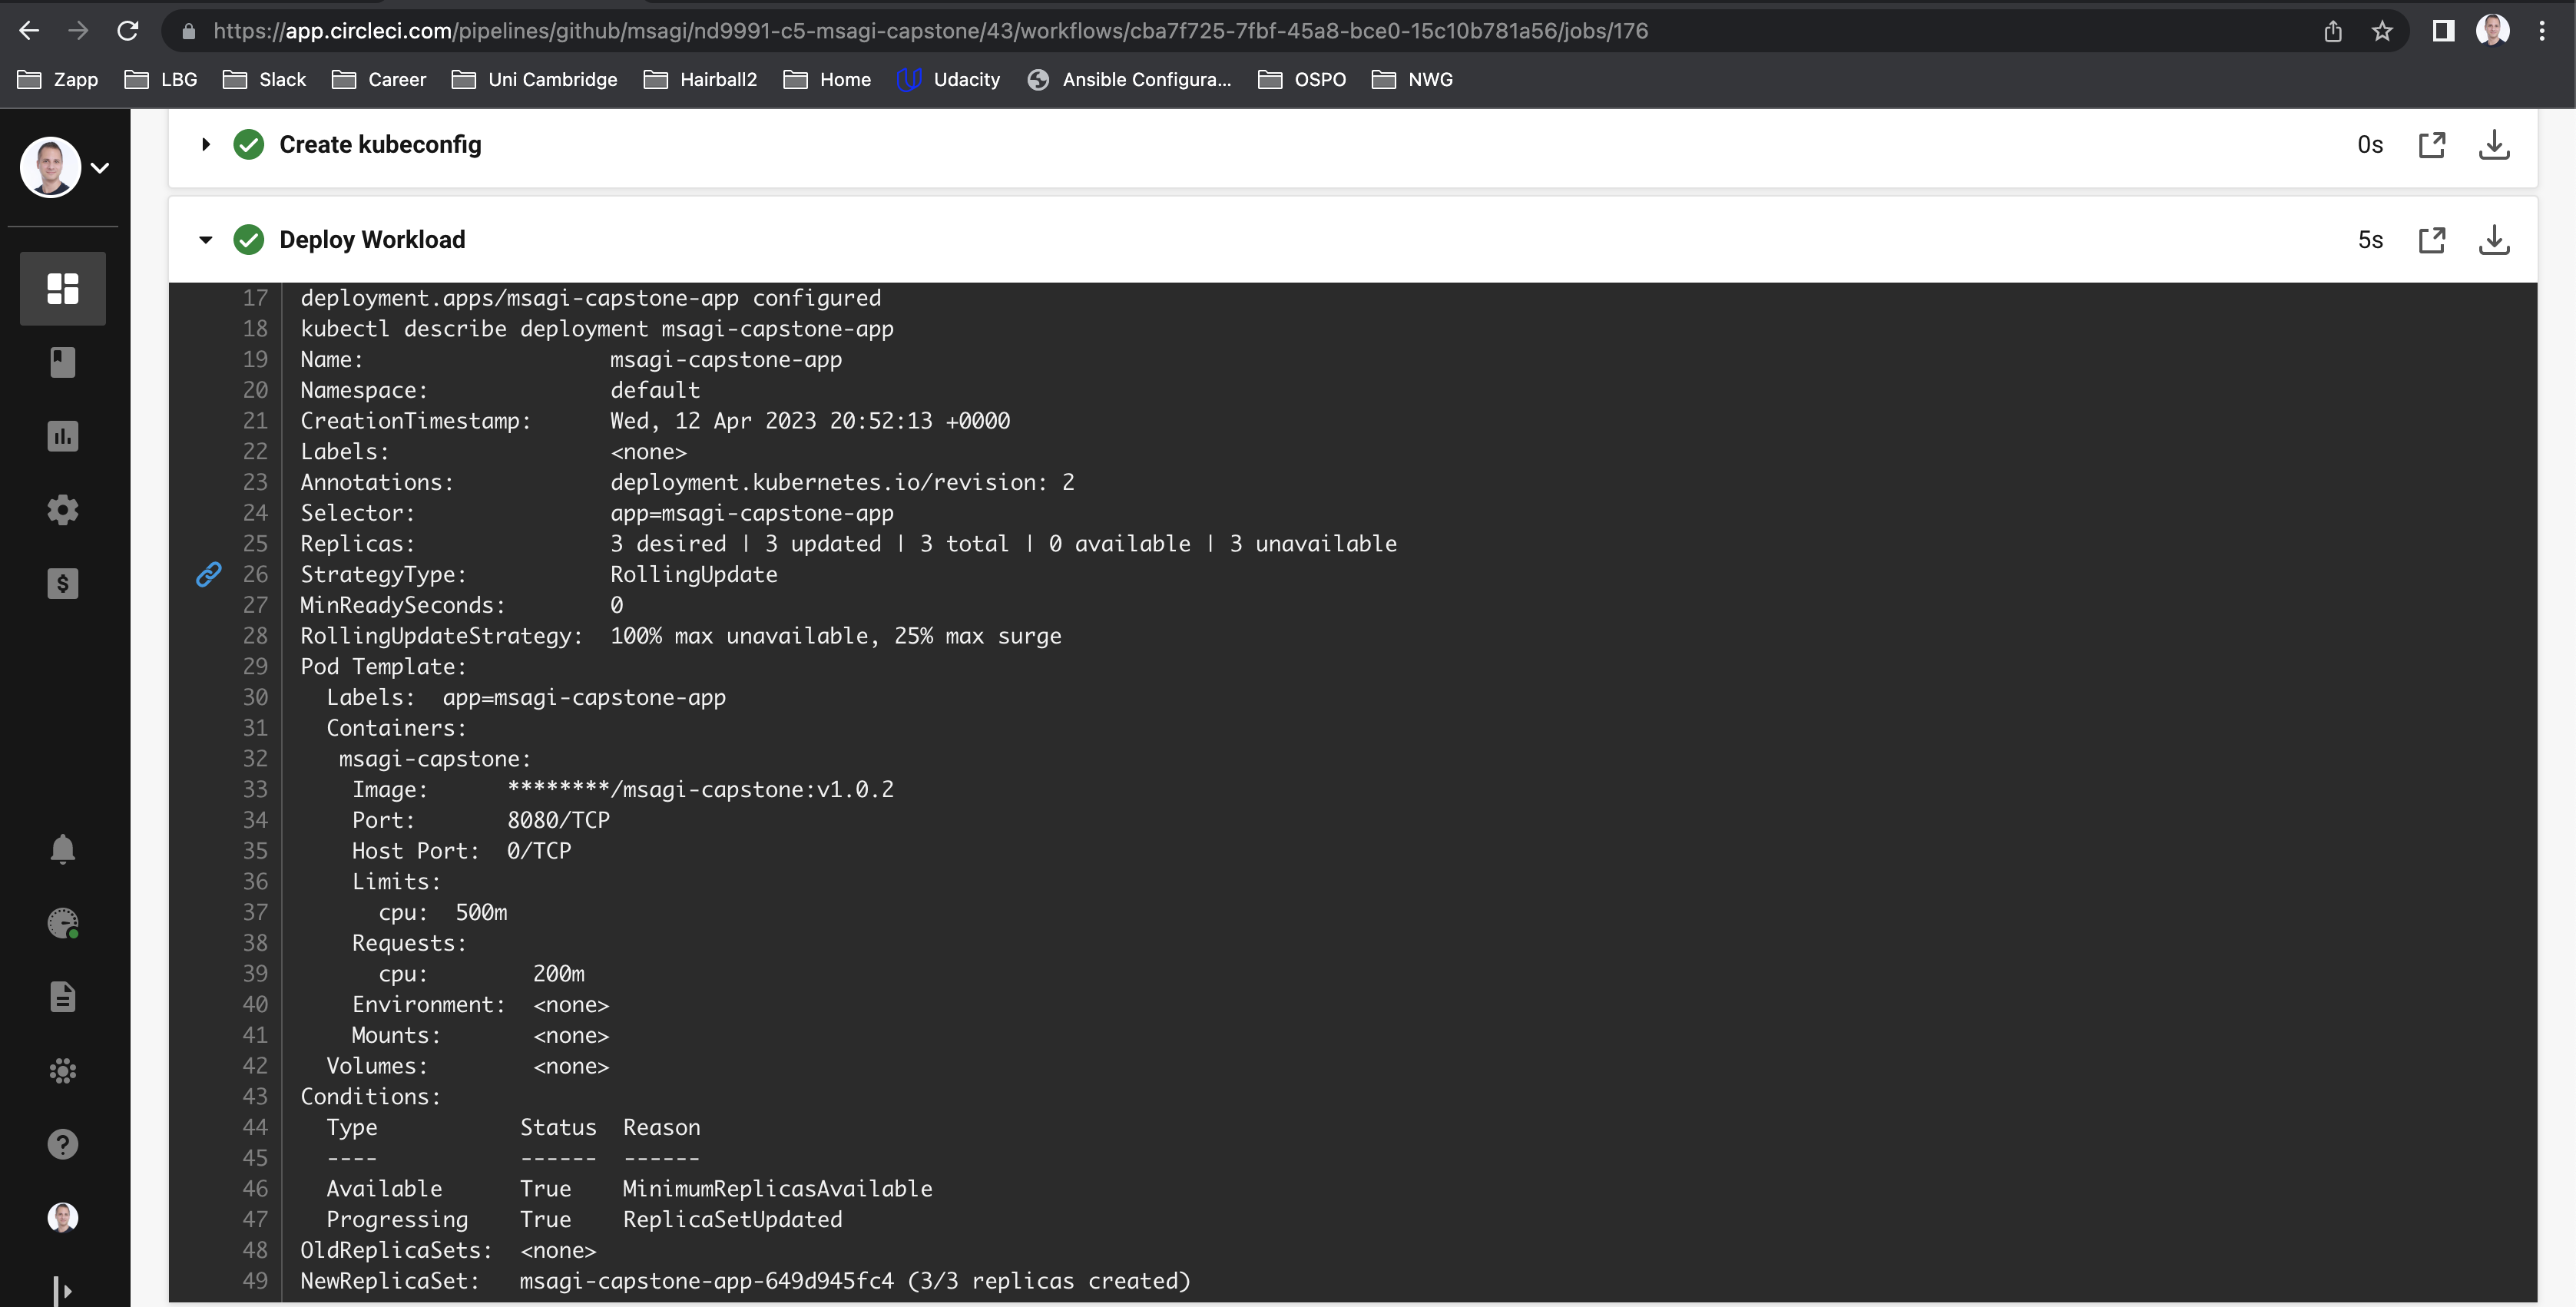 https://app.circleci.com/pipelines/github/msagi/nd9991-c5-msagi-capstone/43/workflows/cba7f725-7fbf-45a8-bce0-15c10b781a56/jobs/176
Zapp LBG Slack Career Uni Cambridge Hairball2 Home Udacity Ansible Configura... OSPO NWG
Create kubeconfig 0s
Deploy Workload 5s
17 deployment.apps/msagi-capstone-app configured
18 kubectl describe deployment msagi-capstone-app
19 Name: msagi-capstone-app
20 Namespace: default
21 CreationTimestamp: Wed, 12 Apr 2023 20:52:13 +0000
22 Labels: <none>
23 Annotations: deployment.kubernetes.io/revision: 2
24 Selector: app=msagi-capstone-app
25 Replicas: 3 desired | 3 updated | 3 total | 0 available | 3 unavailable
26 StrategyType: RollingUpdate
27 MinReadySeconds: 0
28 RollingUpdateStrategy: 100% max unavailable, 25% max surge
29 Pod Template:
30 Labels: app=msagi-capstone-app
31 Containers:
32 msagi-capstone:
33 Image: ********/msagi-capstone:v1.0.2
34 Port: 8080/TCP
35 Host Port: 0/TCP
36 Limits:
37 cpu: 500m
38 Requests:
39 cpu: 200m
40 Environment: <none>
41 Mounts: <none>
42 Volumes: <none>
43 Conditions:
44 Type Status Reason
45 ---- ------ ------
46 Available True MinimumReplicasAvailable
47 Progressing True ReplicaSetUpdated
48 OldReplicaSets: <none>
49 NewReplicaSet: msagi-capstone-app-649d945fc4 (3/3 replicas created)